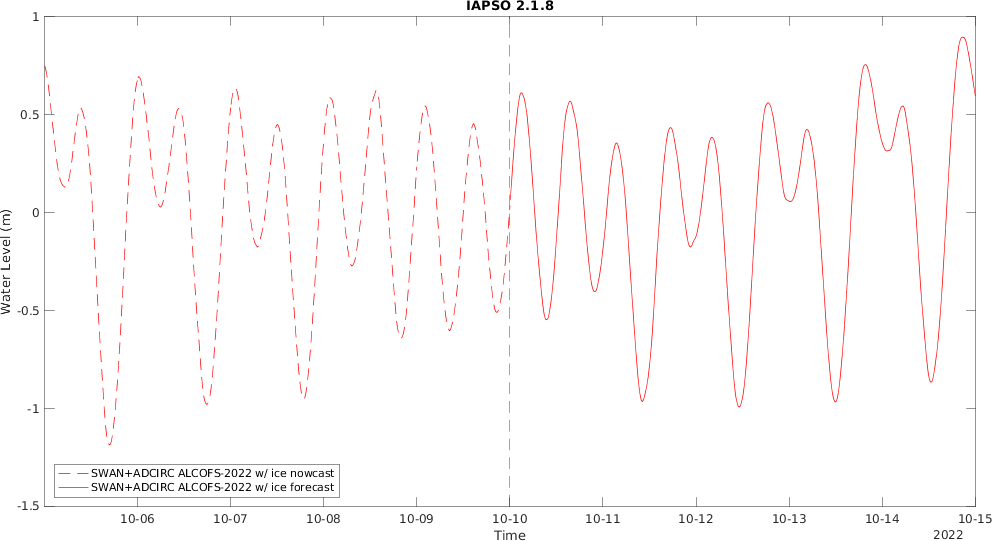 IAPSO 2.1.8
1
0.5
0
-0.5
-1
-1.5
Water Level (m)
SWAN+ADCIRC ALCOFS-2022 w/ ice nowcast
SWAN+ADCIRC ALCOFS-2022 w/ ice forecast
10-06 10-07 10-08 10-09 10-10 10-11 10-12 10-13 10-14 10-15
Time
2022